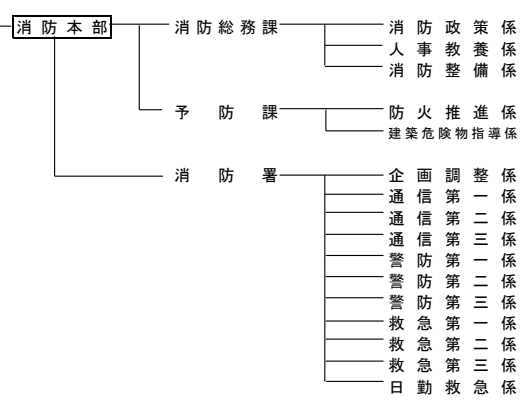 消防本部 消防総務課 消防政策係
人事教養係
消防整備係
予防課 防火推進係
建築危険物指導係
消防署 企画調整係
通信第一係
通信第二係
通信第三係
警防第一係
警防第二係
警防第三係
救急第一係
救急第二係
救急第三係
日勤救急係